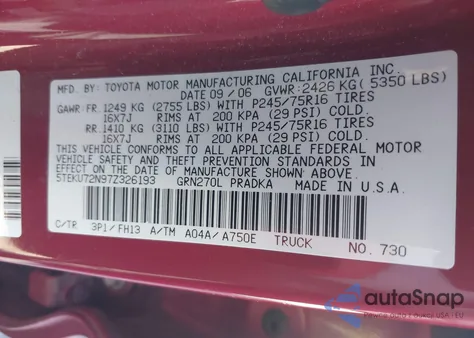 MFD. BY: TOYOTA MOTOR MANUFACTURING CALIFORNIA INC.
DATE 09/06 GVWR:2426 KG( 5350 LBS)
GAWR: FR. 1249 KG (2755 LBS) WITH P245/75R16 TIRES
16X7J RIMS AT 200 KPA (29 PSI) COLD.
RR. 1410 KG (3110 LBS) WITH P245/75R16 TIRES
16X7J RIMS AT 200 KPA (29 PSI) COLD.
THIS VEHICLE CONFORMS TO ALL APPLICABLE FEDERAL MOTOR
VEHICLE SAFETY AND THEFT PREVENTION STANDARDS IN
EFFECT ON THE DATE OF MANUFACTURE SHOWN ABOVE.
5TEKU72N97Z326193 GRN270L PRADKA MADE IN U.S.A.
C/TR 3P1/FH13 A/TM A04A/A750E TRUCK NO. 730
autoSnap